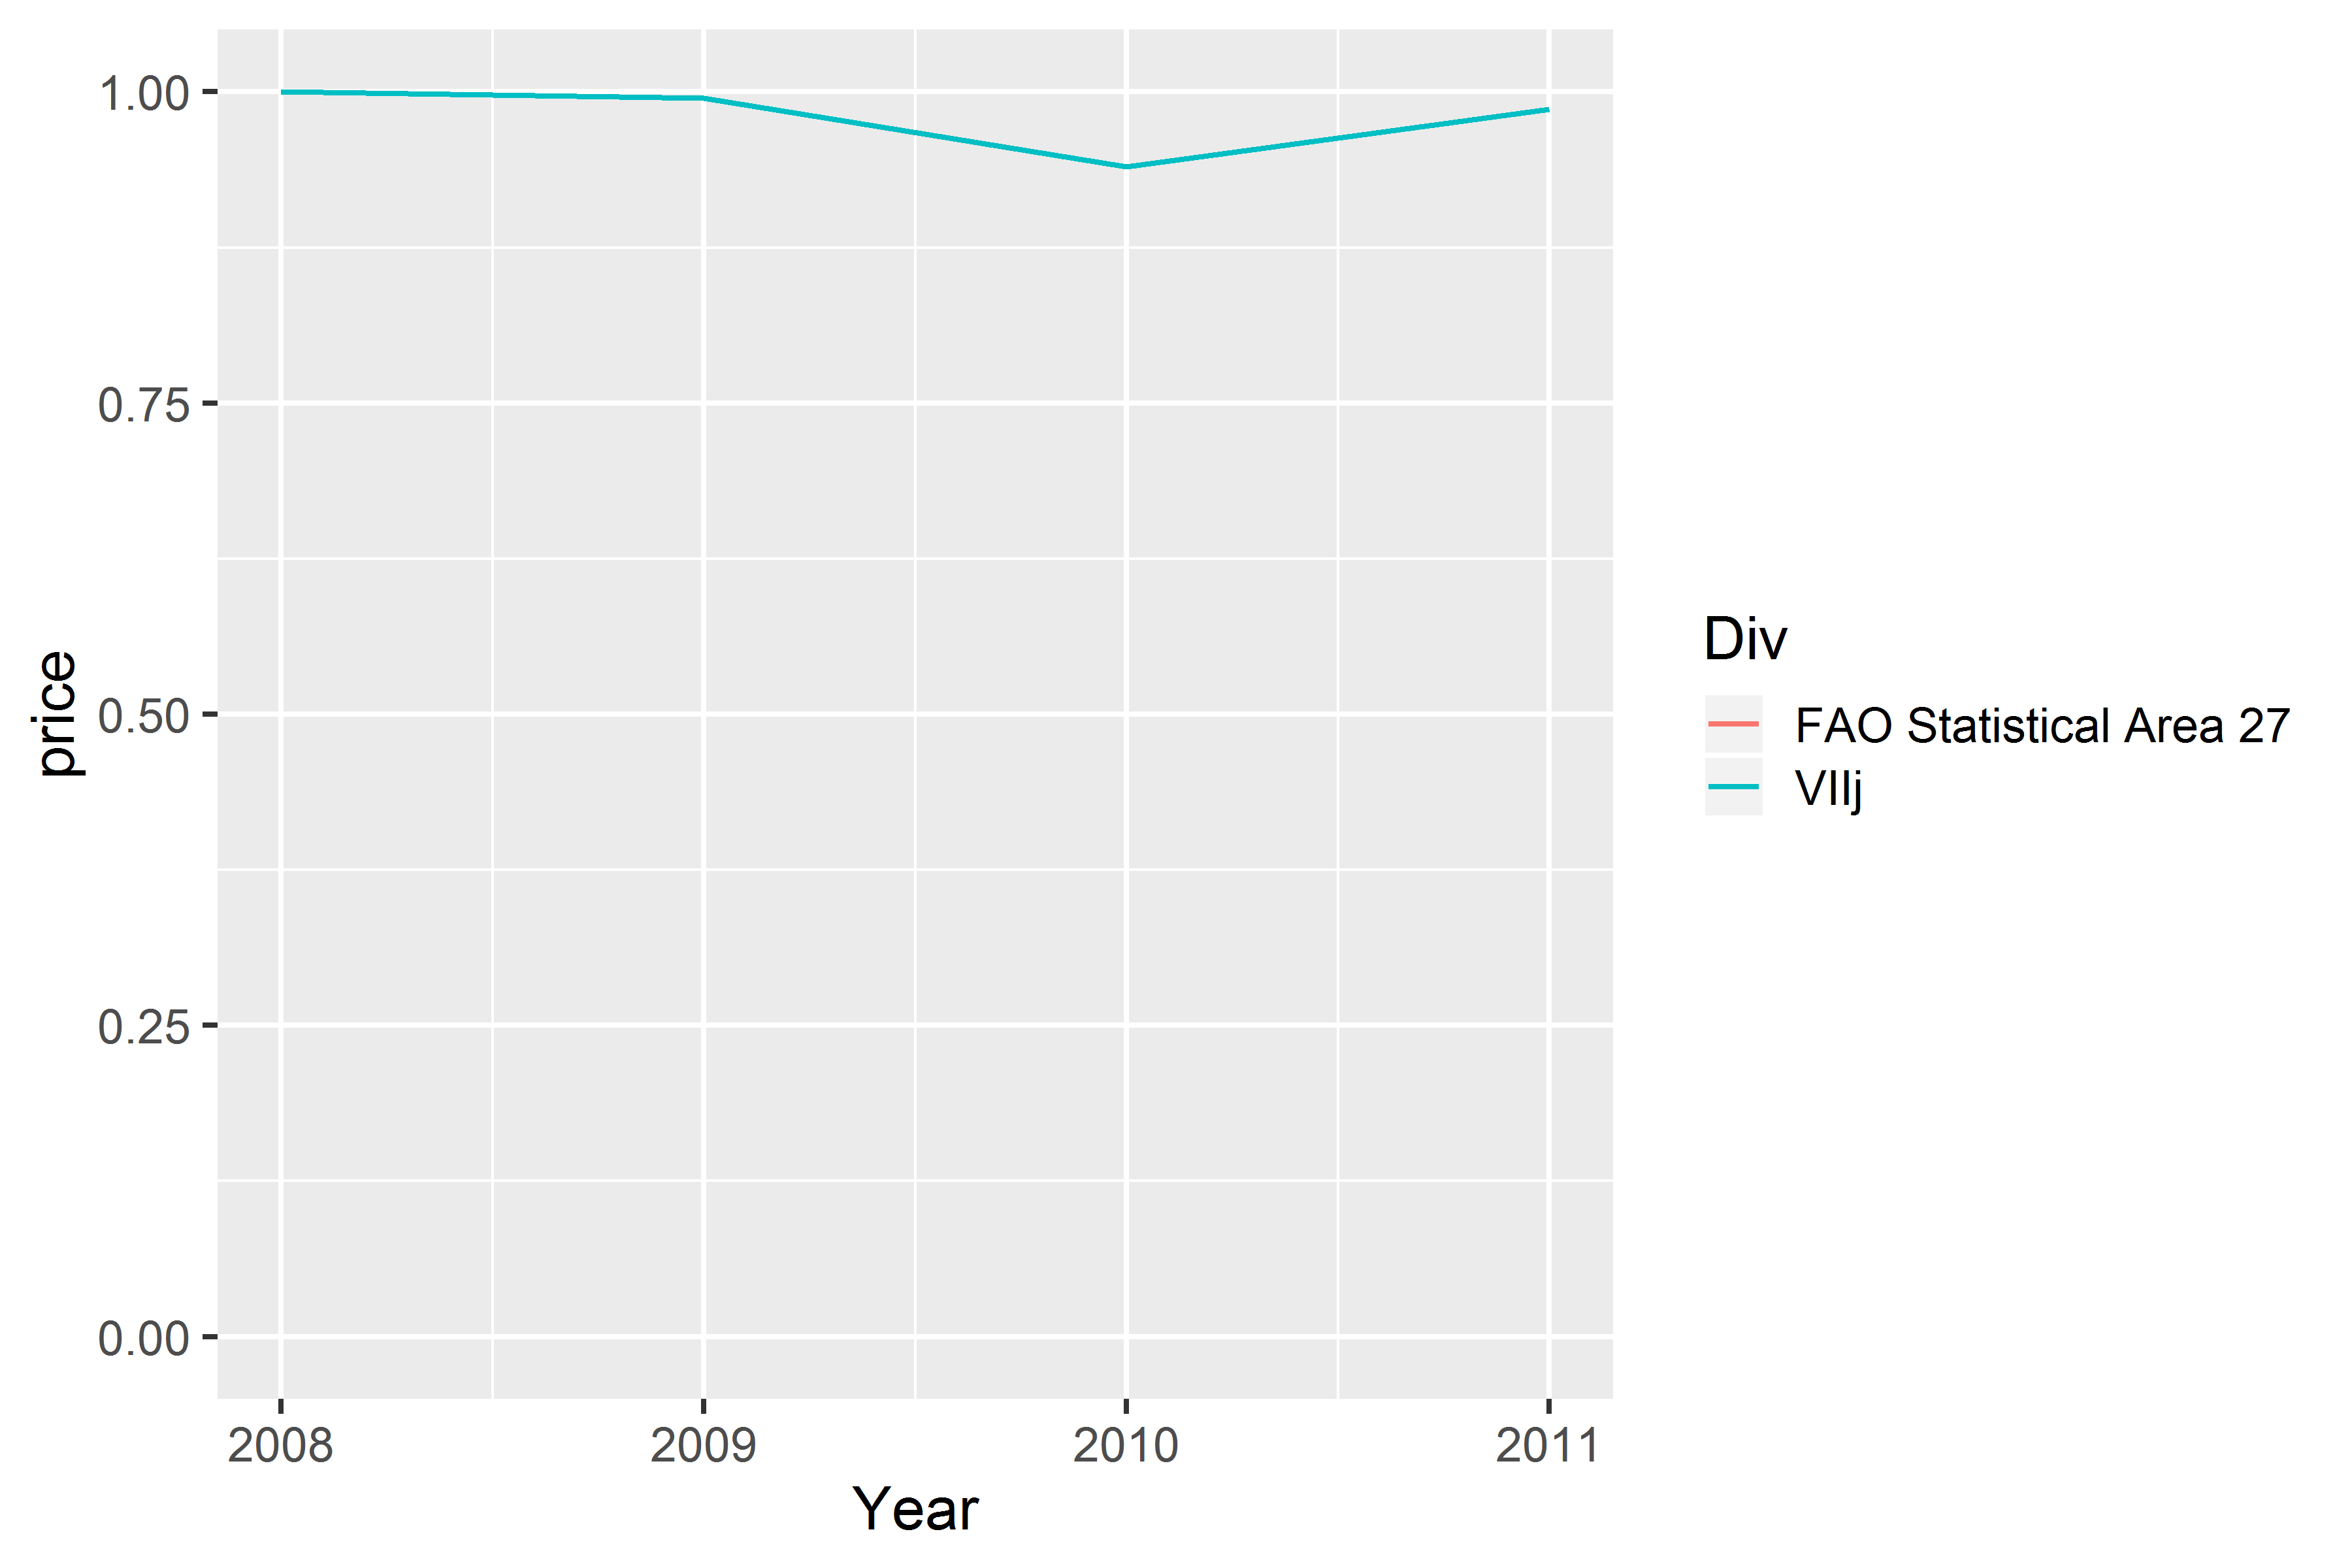 1.00
0.75
0.50
0.25
0.00
price
2008 2009 2010 2011
Year
Div
FAO Statistical Area 27
VIIj